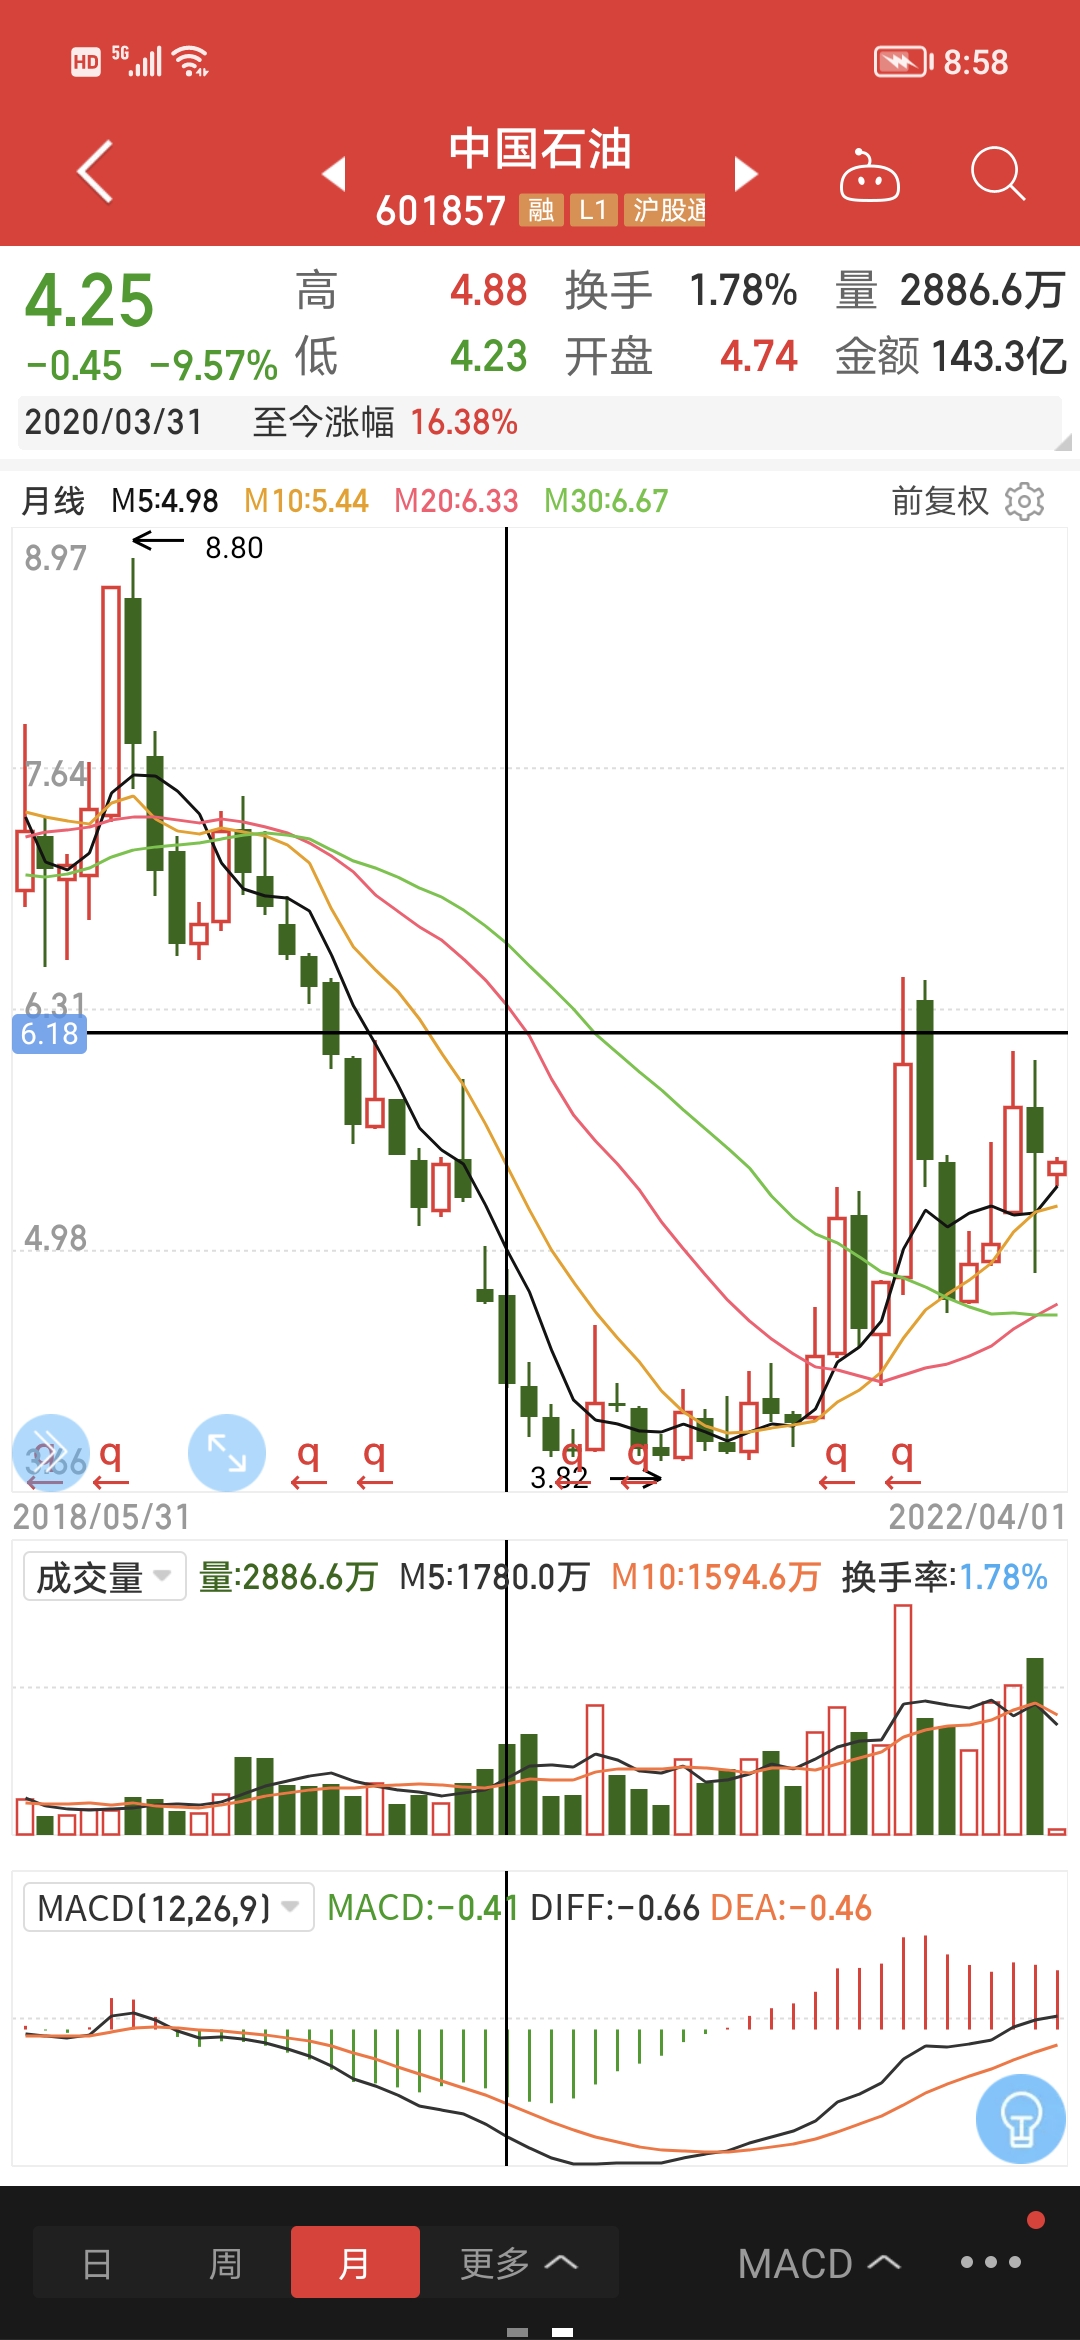 HD 5G 8:58
中国石油
601857 融 L1 沪股通
4.25 高 4.88 换手 1.78% 量 2886.6万
-0.45 -9.57% 低 4.23 开盘 4.74 金额 143.3亿
2020/03/31 至今涨幅 16.38%
月线 M5:4.98 M10:5.44 M20:6.33 M30:6.67 前复权
8.97 8.80
7.64
6.31
6.18
4.98
3.66 q q q q q q q q
3.82
2018/05/31 2022/04/01
成交量 量:2886.6万 M5:1780.0万 M10:1594.6万 换手率:1.78%
MACD(12,26,9) MACD:-0.41 DIFF:-0.66 DEA:-0.46
日 周 月 更多 MACD